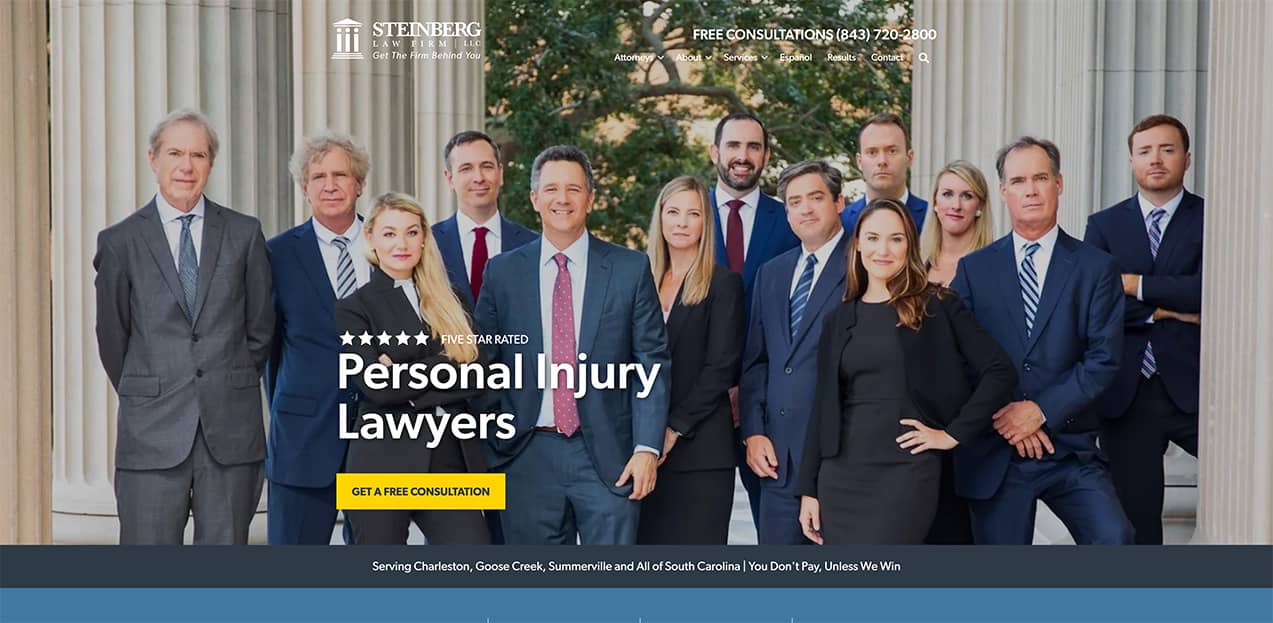 STEINBERG
LAW FIRM | LLC
Get The Firm Behind You
FREE CONSULTATIONS (843) 720-2800
Attorneys About Services Español Results Contact
FIVE STAR RATED
Personal Injury
Lawyers
GET A FREE CONSULTATION
Serving Charleston, Goose Creek, Summerville and All of South Carolina | You Don't Pay, Unless We Win